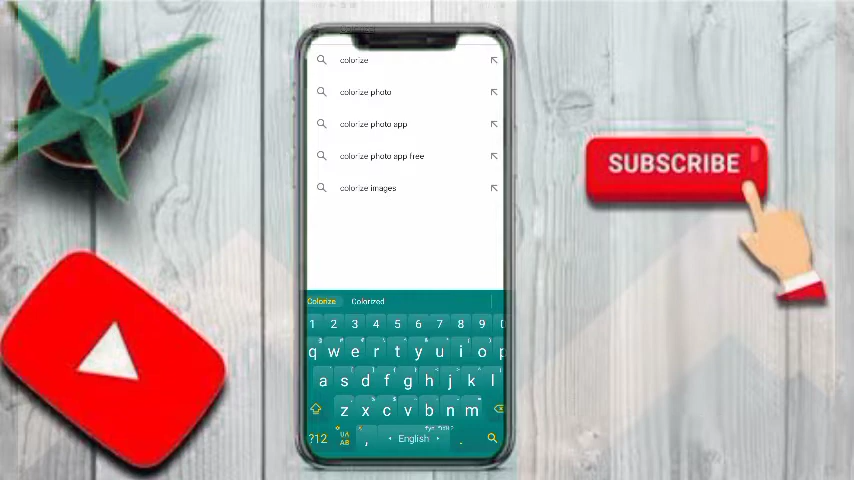 colorize
colorize photo
colorize photo app
colorize photo app free
colorize images
SUBSCRIBE
Colorize Colorized
1 2 3 4 5 6 7 8 9 0
q w e r t y u i o p
a s d f g h j k l
z x c v b n m
?12 , English .